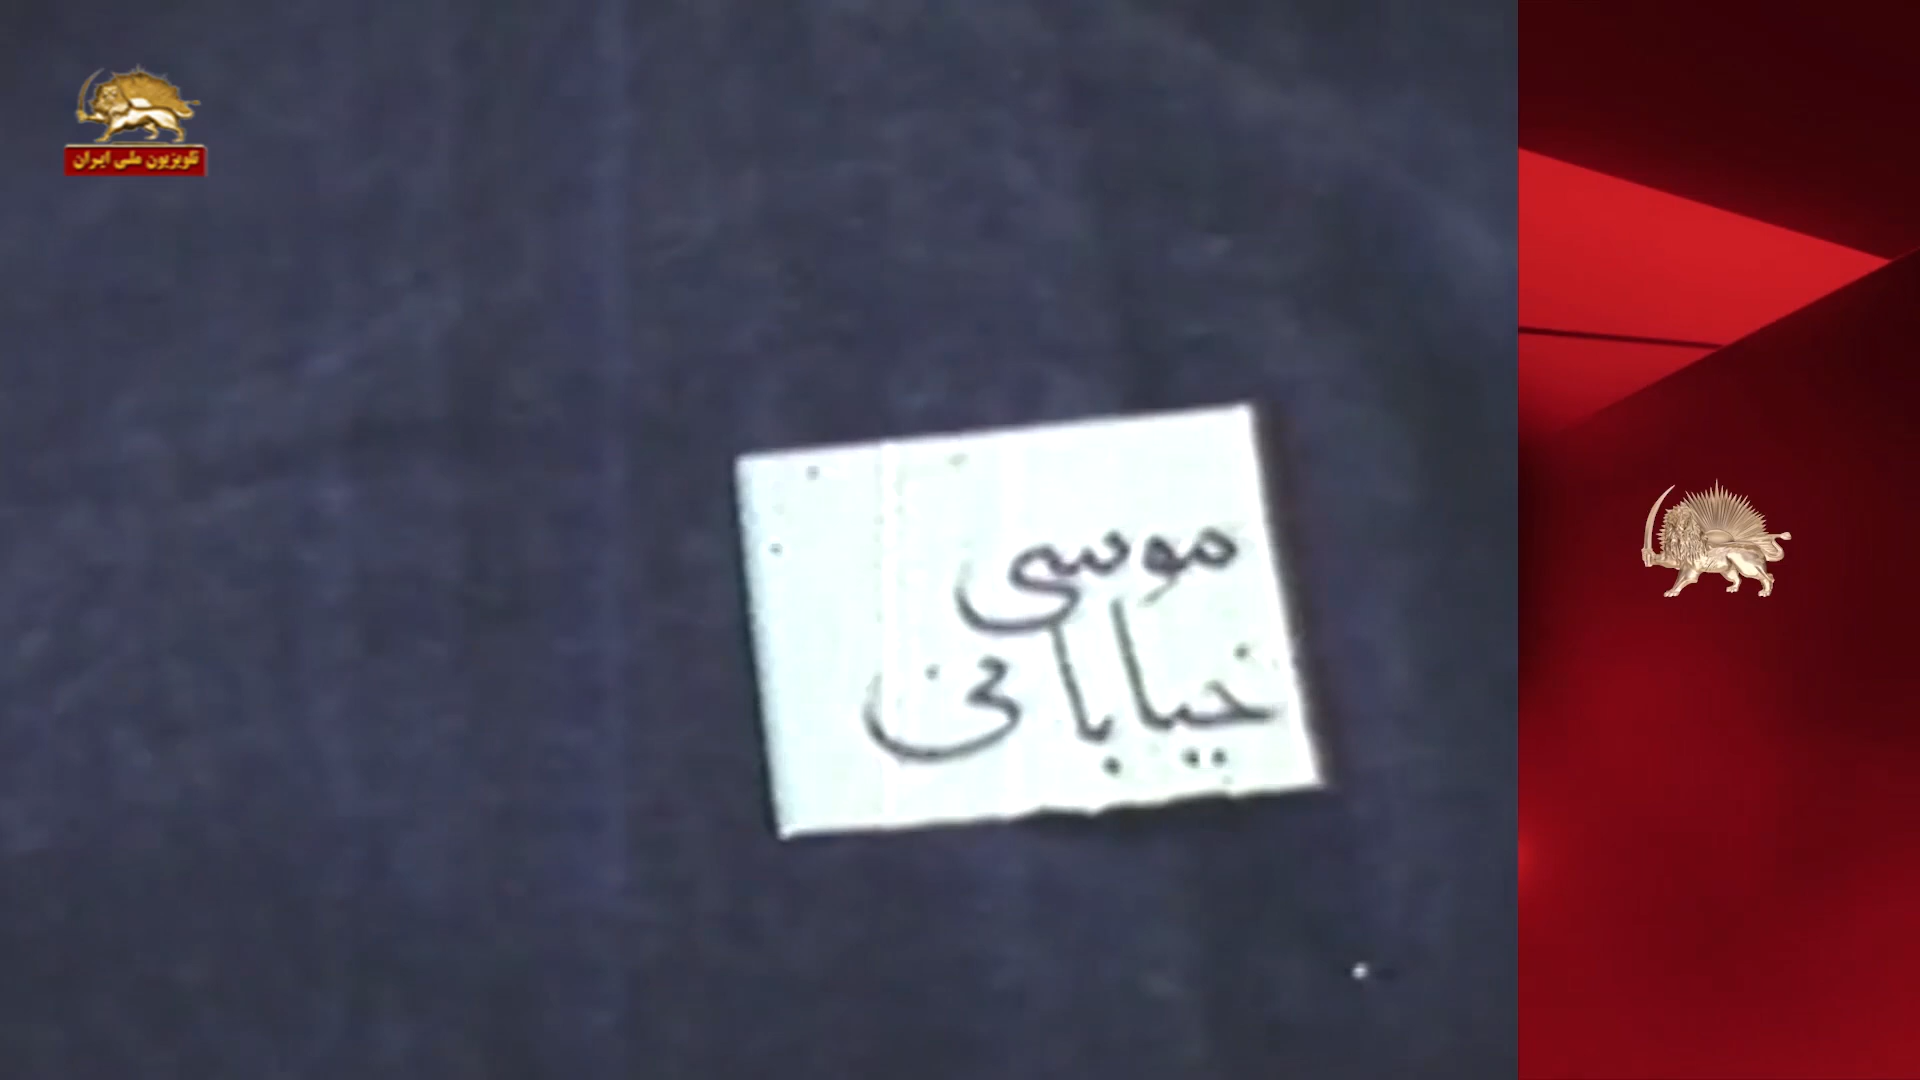 تلویزیون ملی ایران
موسی
خیابانی